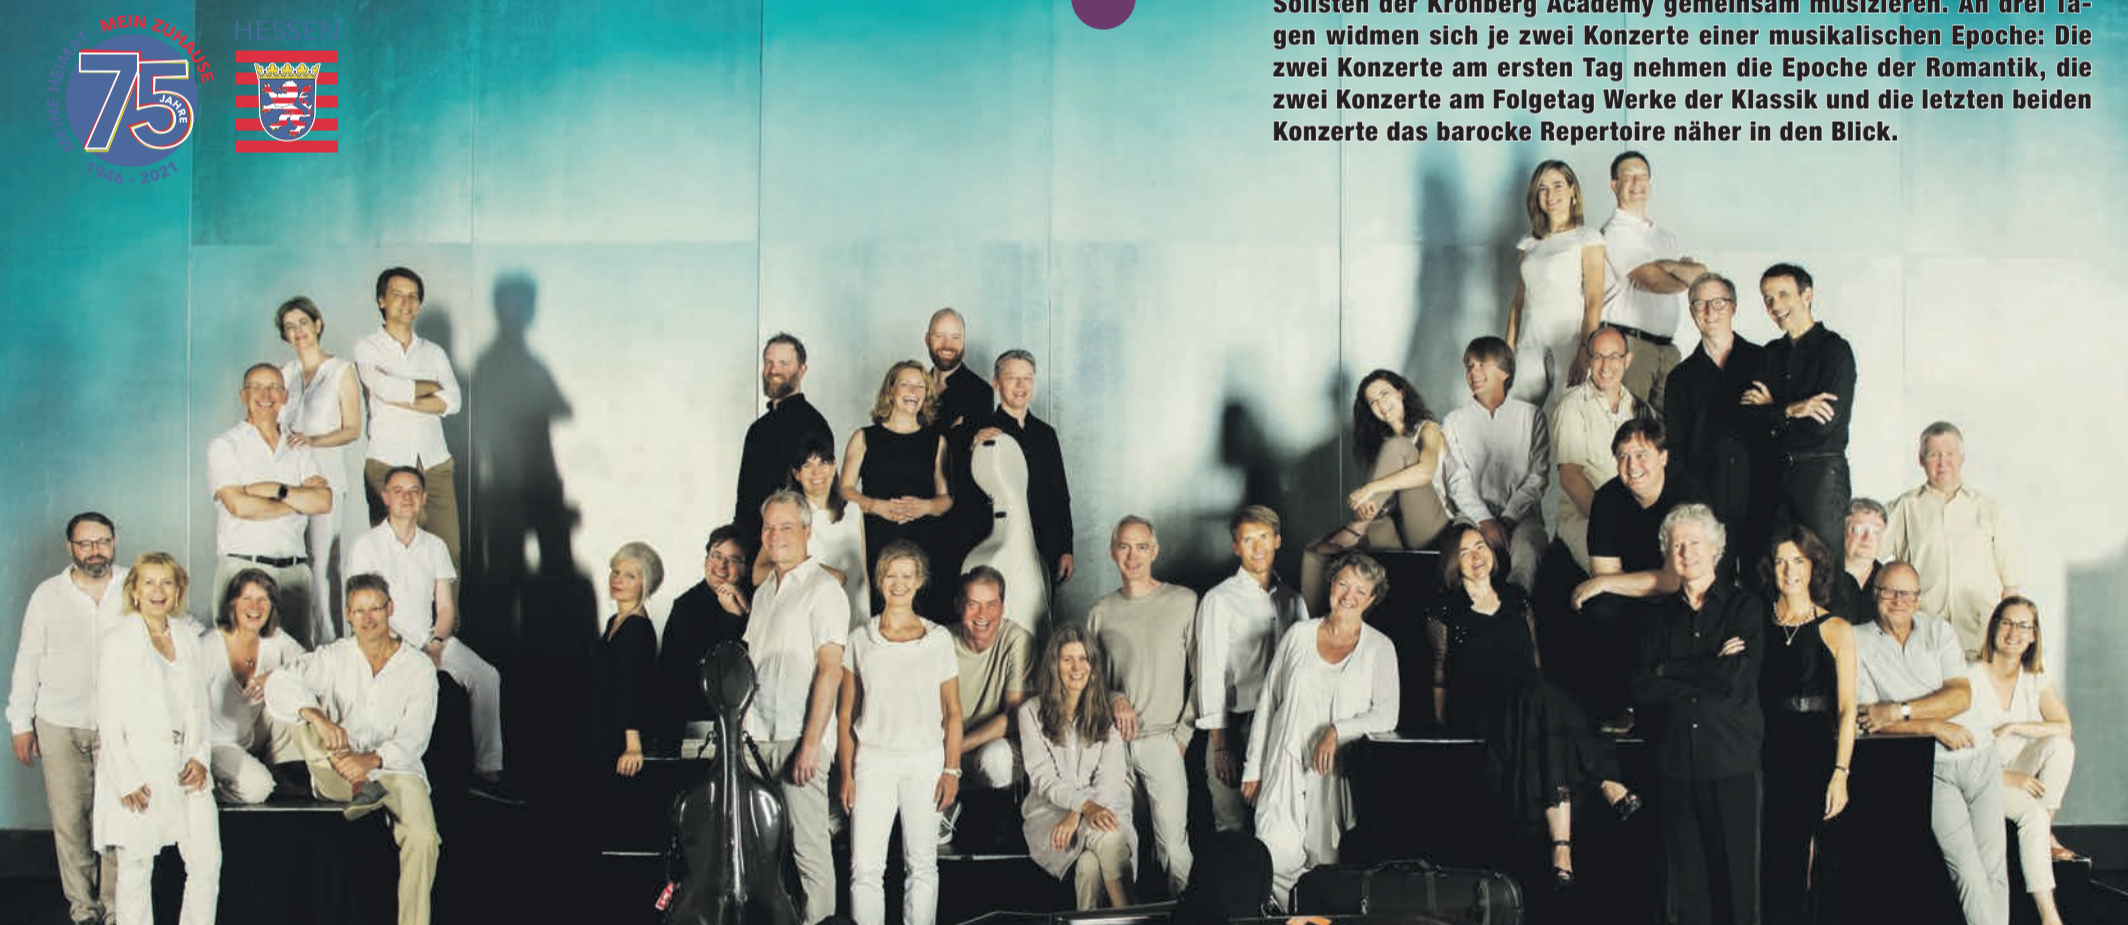 MEINE HEIMAT · MEIN ZUHAUSE
75
JAHRE
1946 - 2021
HESSEN
Solisten der Kronberg Academy gemeinsam musizieren. An drei Ta-
gen widmen sich je zwei Konzerte einer musikalischen Epoche: Die
zwei Konzerte am ersten Tag nehmen die Epoche der Romantik, die
zwei Konzerte am Folgetag Werke der Klassik und die letzten beiden
Konzerte das barocke Repertoire näher in den Blick.